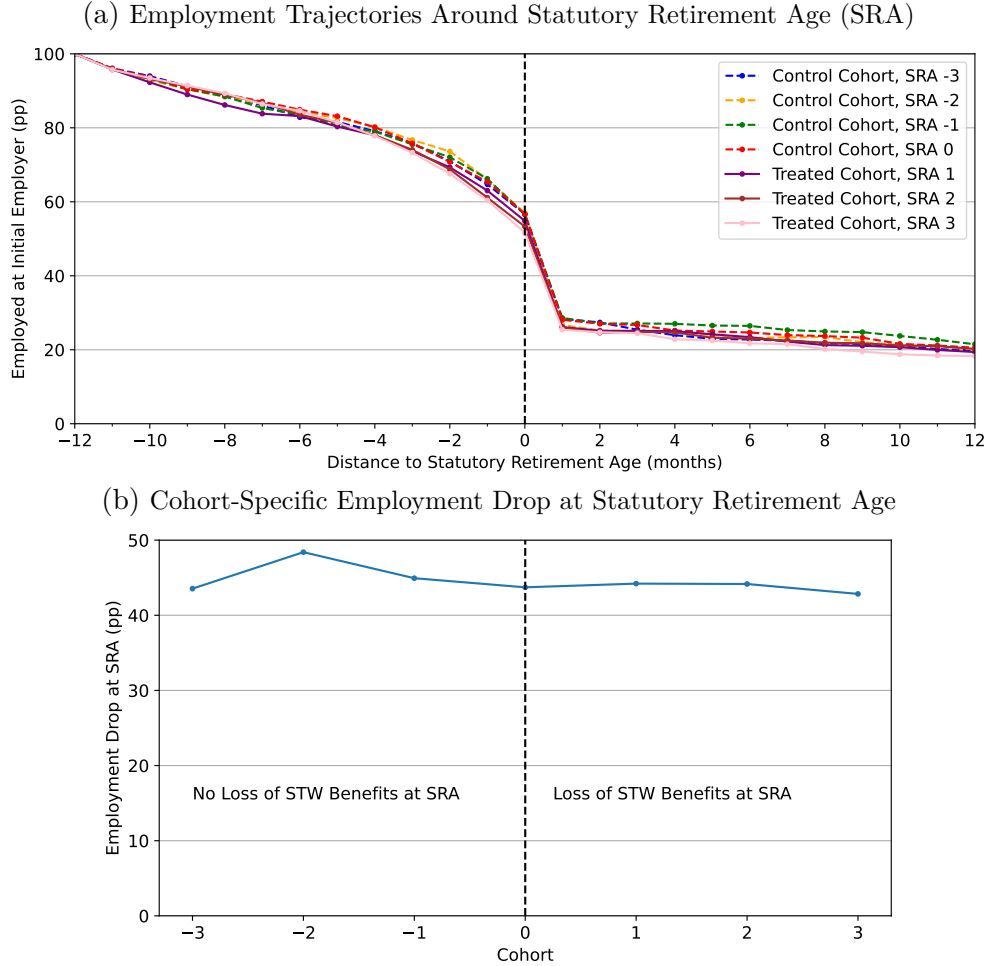 (a) Employment Trajectories Around Statutory Retirement Age (SRA)
Employed at Initial Employer (pp)
100
80
60
40
20
0
Control Cohort, SRA -3
Control Cohort, SRA -2
Control Cohort, SRA -1
Control Cohort, SRA 0
Treated Cohort, SRA 1
Treated Cohort, SRA 2
Treated Cohort, SRA 3
−12 −10 −8 −6 −4 −2 0 2 4 6 8 10 12
Distance to Statutory Retirement Age (months)
(b) Cohort-Specific Employment Drop at Statutory Retirement Age
Employment Drop at SRA (pp)
50
40
30
20
10
0
No Loss of STW Benefits at SRA
Loss of STW Benefits at SRA
−3 −2 −1 0 1 2 3
Cohort